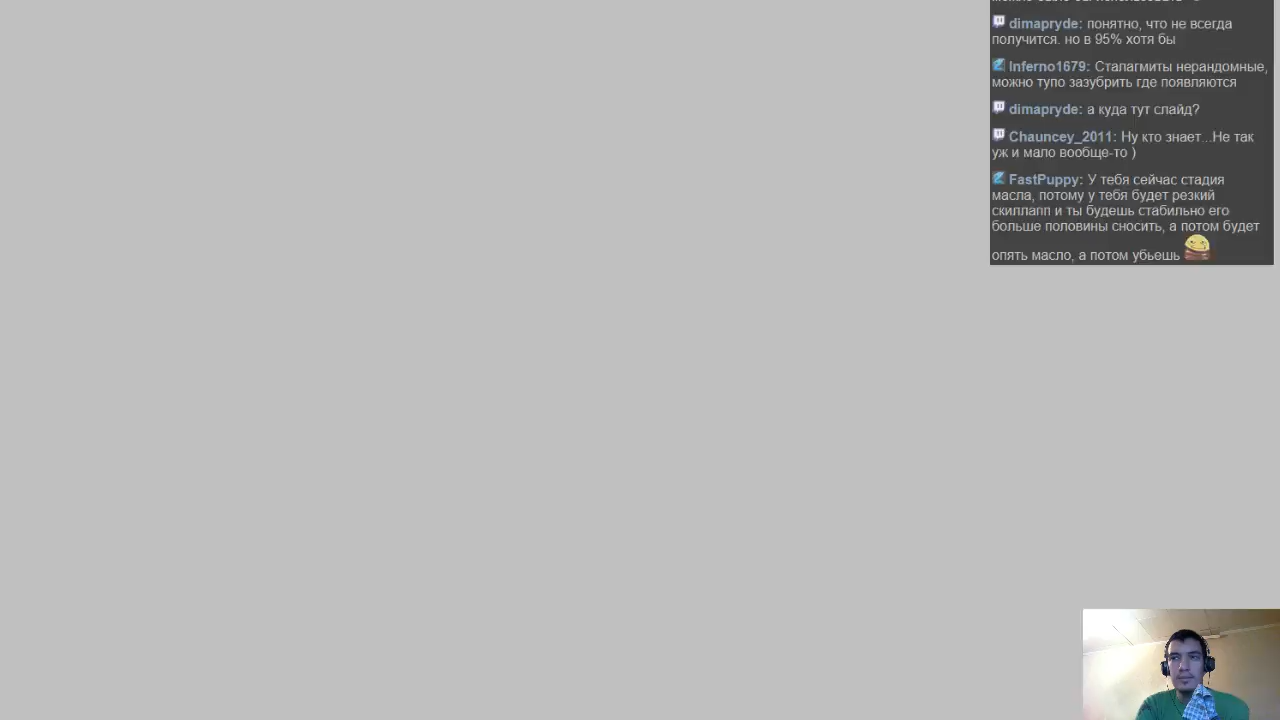 dimapryde: понятно, что не всегда
получится. но в 95% хотя бы
Inferno1679: Сталагмиты нерандомные,
можно тупо зазубрить где появляются
dimapryde: а куда тут слайд?
Chauncey_2011: Ну кто знает...Не так
уж и мало вообще-то )
FastPuppy: У тебя сейчас стадия
масла, потому у тебя будет резкий
скиллапп и ты будешь стабильно его
больше половины сносить, а потом будет
опять масло, а потом убьешь